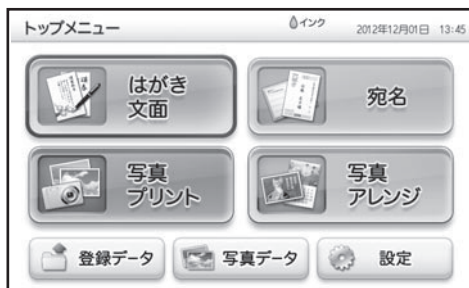 トップメニュー インク 2012年12月01日 13:45
はがき
文面
宛名
写真
プリント
写真
アレンジ
登録データ 写真データ 設定